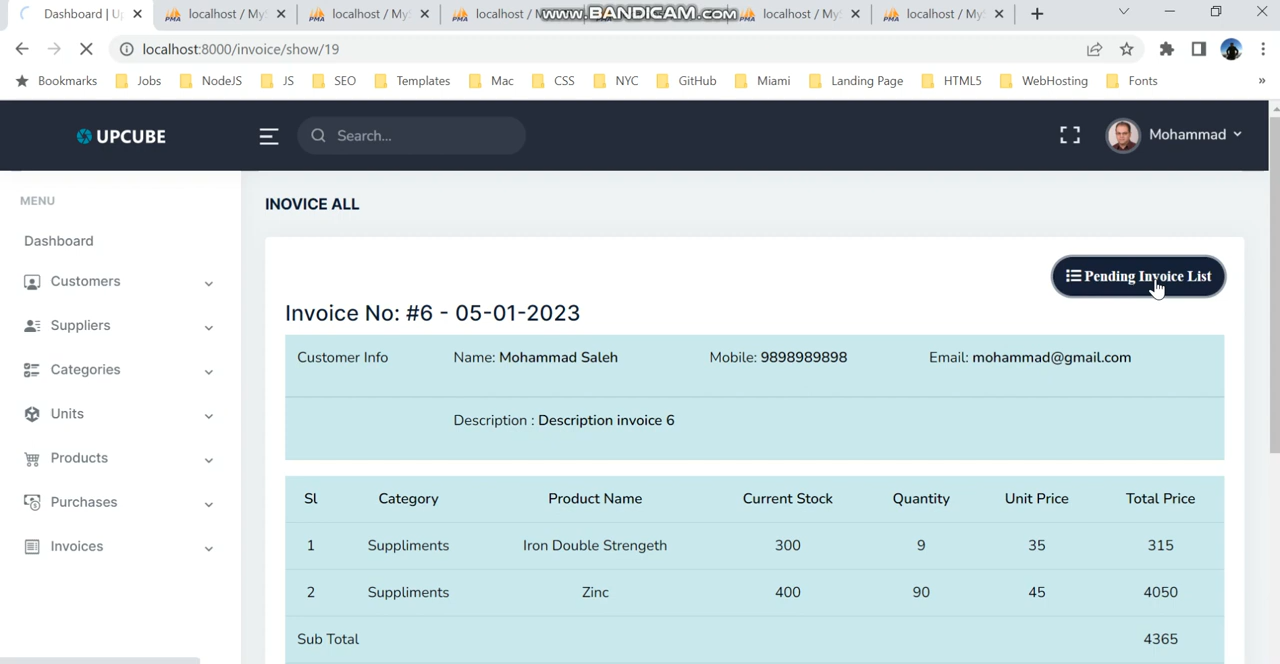 Dashboard | U
localhost / My
localhost / My
localhost /
www.BANDICAM.com
localhost / My
localhost / My
localhost:8000/invoice/show/19
Bookmarks Jobs NodeJS JS SEO Templates Mac CSS NYC GitHub Miami Landing Page HTML5 WebHosting Fonts »
UPCUBE Search... Mohammad
MENU
INOVICE ALL
Dashboard
Customers
Suppliers
Categories
Units
Products
Purchases
Invoices
Pending Invoice List
Invoice No: #6 - 05-01-2023
Customer Info Name: Mohammad Saleh Mobile: 9898989898 Email: mohammad@gmail.com
Description : Description invoice 6
Sl Category Product Name Current Stock Quantity Unit Price Total Price
1 Suppliments Iron Double Strengeth 300 9 35 315
2 Suppliments Zinc 400 90 45 4050
Sub Total 4365